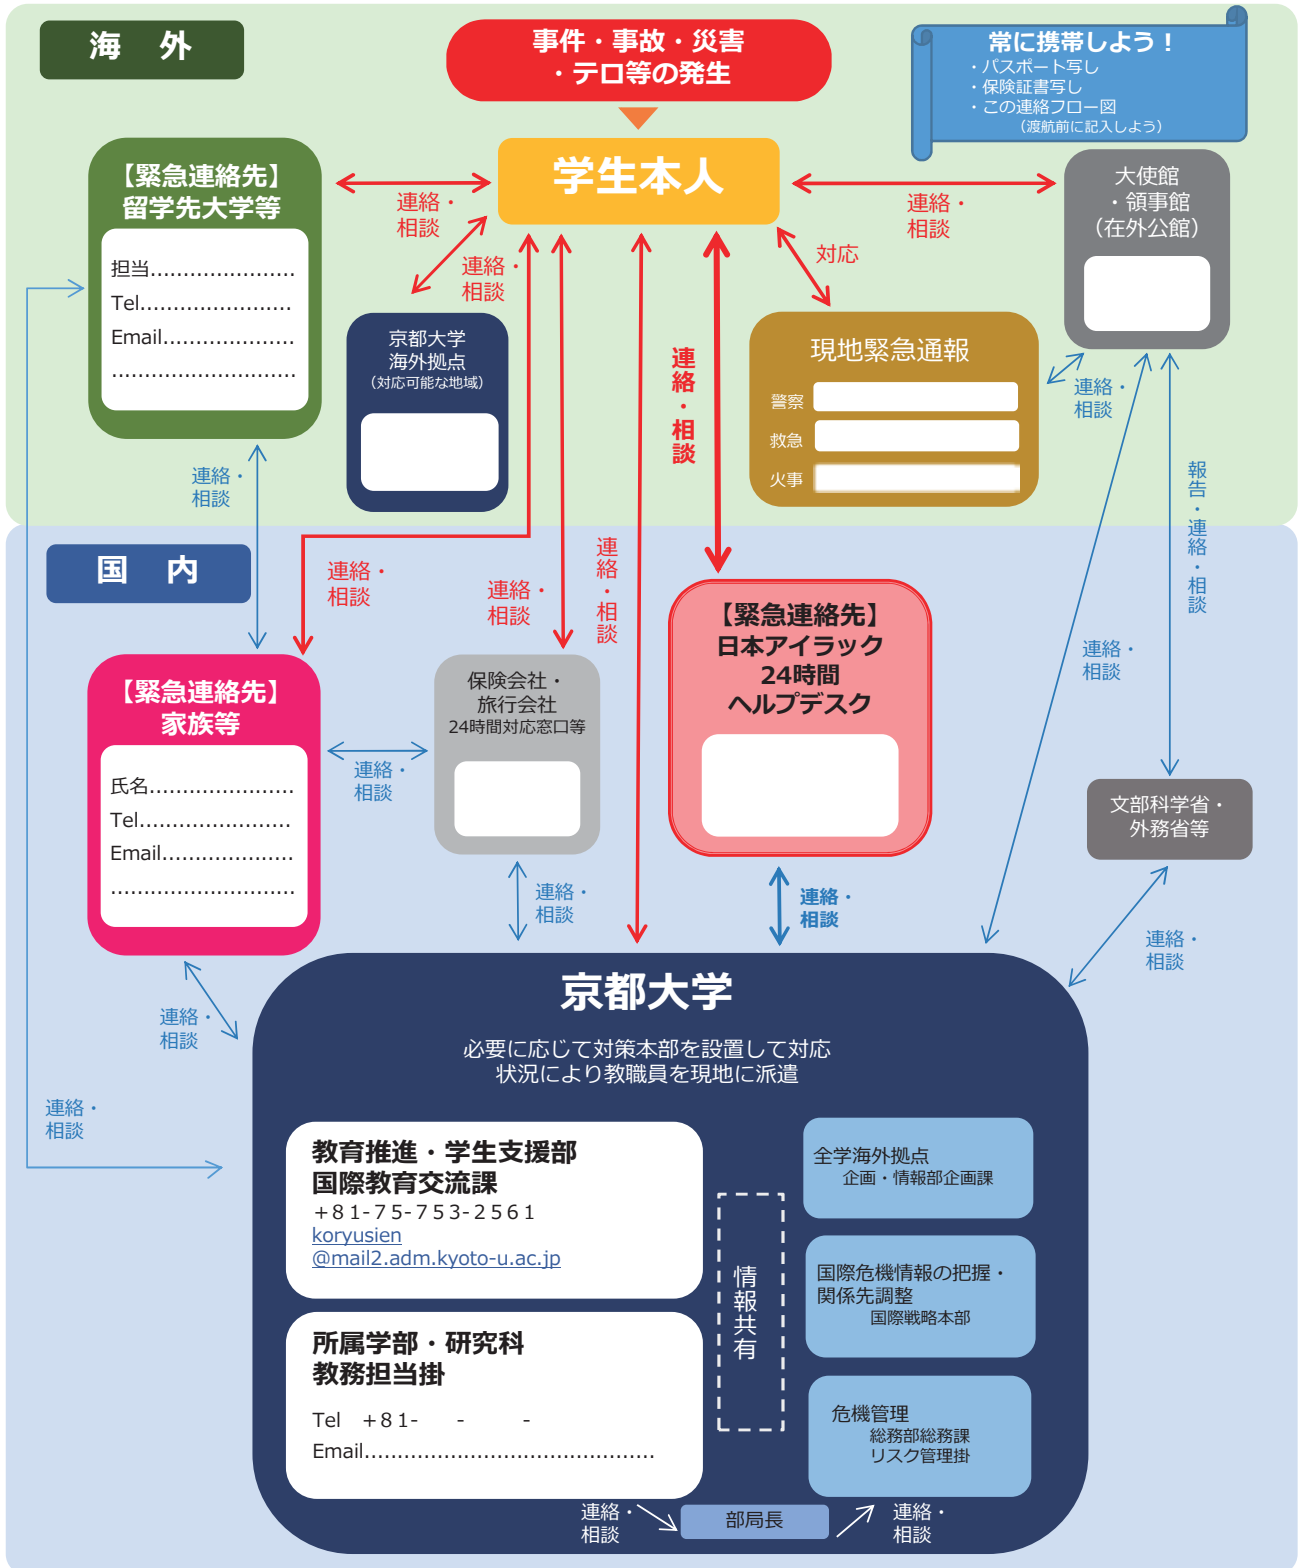 海　外
事件・事故・災害
・テロ等の発生
常に携帯しよう！
・パスポート写し
・保険証書写し
・この連絡フロー図
（渡航前に記入しよう）
学生本人
【緊急連絡先】
留学先大学等
担当......................
Tel.......................
Email....................
............................
連絡・
相談
連絡・
相談
連絡・
相談
対応
大使館
・領事館
（在外公館）
京都大学
海外拠点
（対応可能な地域）
連絡・相談
現地緊急通報
警察
救急
火事
連絡・
相談
連絡・
相談
報告・連絡・相談
国　内
連絡・
相談
連絡・
相談
連絡・相談
【緊急連絡先】
日本アイラック
24時間
ヘルプデスク
連絡・
相談
【緊急連絡先】
家族等
氏名......................
Tel.......................
Email....................
............................
保険会社・
旅行会社
24時間対応窓口等
連絡・
相談
文部科学省・
外務省等
連絡・
相談
連絡・
相談
連絡・
相談
連絡・
相談
連絡・
相談
京都大学
必要に応じて対策本部を設置して対応
状況により教職員を現地に派遣
教育推進・学生支援部
国際教育交流課
+８１-７５-７５３-２５６１
koryusien
@mail2.adm.kyoto-u.ac.jp
所属学部・研究科
教務担当掛
Tel　+８１-　　-　　　-
Email............................................
情報共有
全学海外拠点
企画・情報部企画課
国際危機情報の把握・
関係先調整
国際戦略本部
危機管理
総務部総務課
リスク管理掛
連絡・
相談
部局長
連絡・
相談